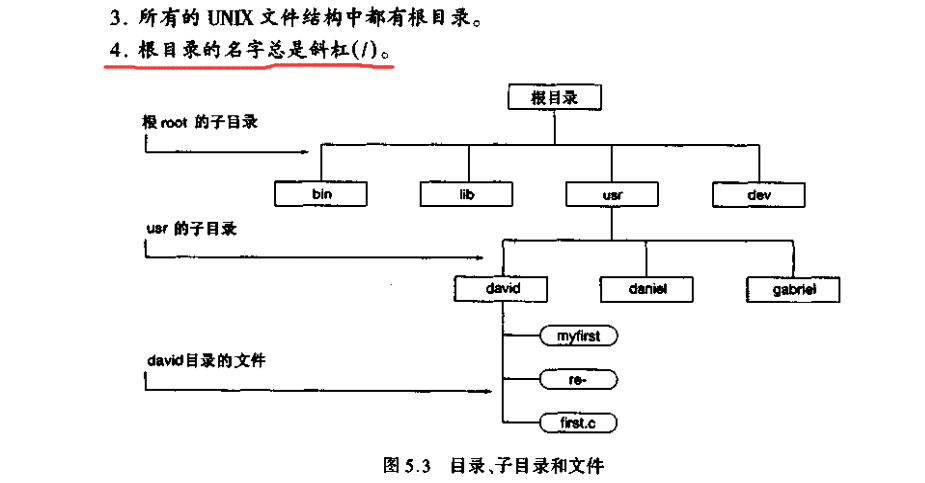 3. 所有的 UNIX 文件结构中都有根目录。
4. 根目录的名字总是斜杠(/)。
根目录
根 root 的子目录
bin
lib
usr
dev
usr 的子目录
david
daniel
gabriel
myfirst
david目录的文件
re-
first.c
图 5.3 目录、子目录和文件